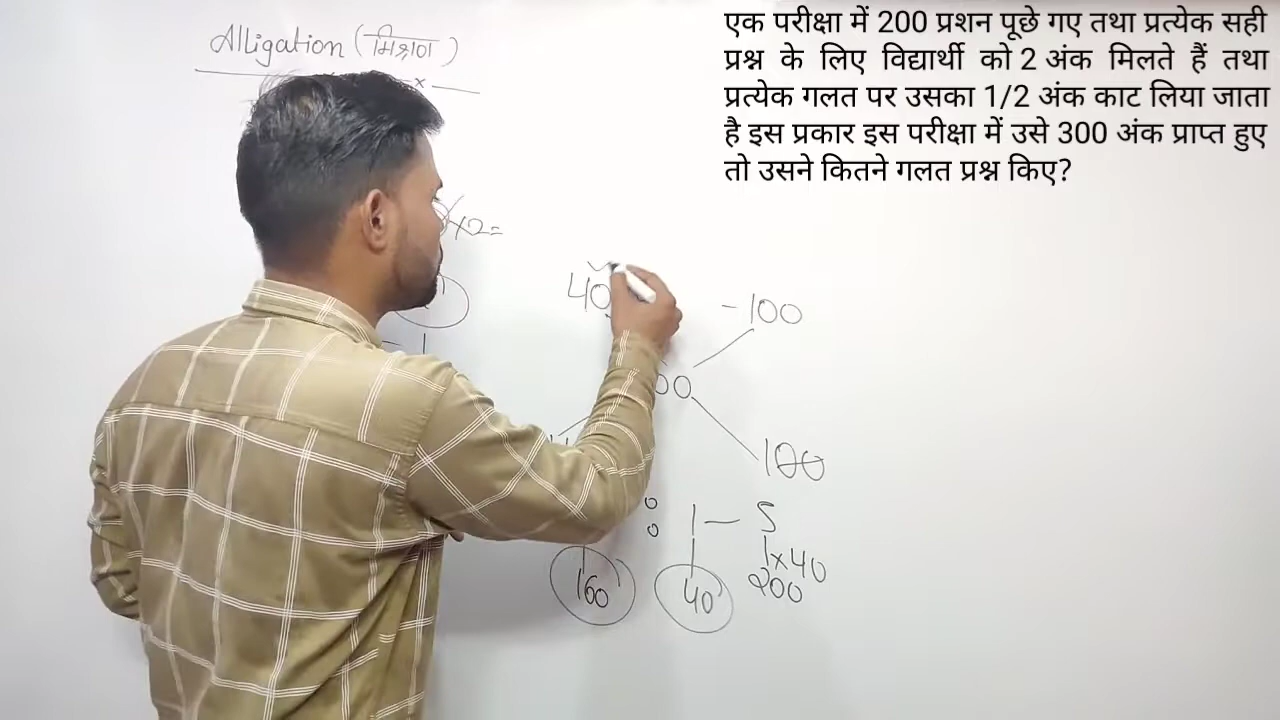 Alligation (मिश्रण)
एक परीक्षा में 200 प्रशन पूछे गए तथा प्रत्येक सही
प्रश्न के लिए विद्यार्थी को 2 अंक मिलते हैं तथा
प्रत्येक गलत पर उसका 1/2 अंक काट लिया जाता
है इस प्रकार इस परीक्षा में उसे 300 अंक प्राप्त हुए
तो उसने कितने गलत प्रश्न किए?
x2=
40 -100
00
100
1 — 5
1x40
160 40 200